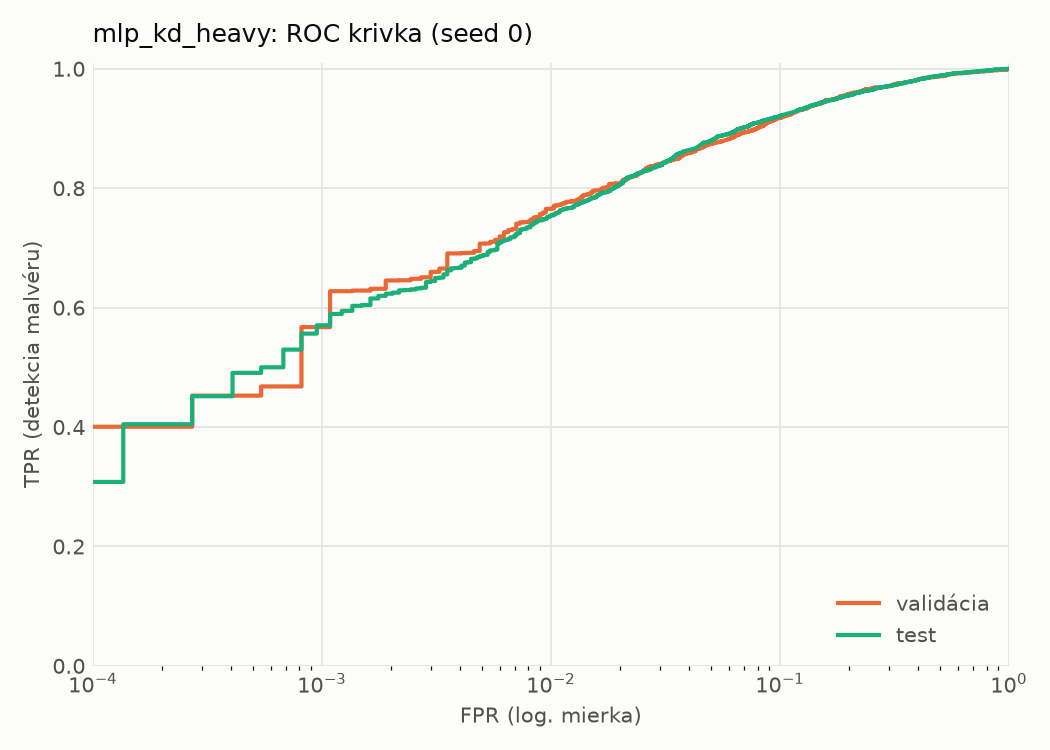 mlp_kd_heavy: ROC krivka (seed 0)
TPR (detekcia malvéru)
1.0
0.8
0.6
0.4
0.2
0.0
10⁻⁴
10⁻³
10⁻²
10⁻¹
10⁰
FPR (log. mierka)
validácia
test